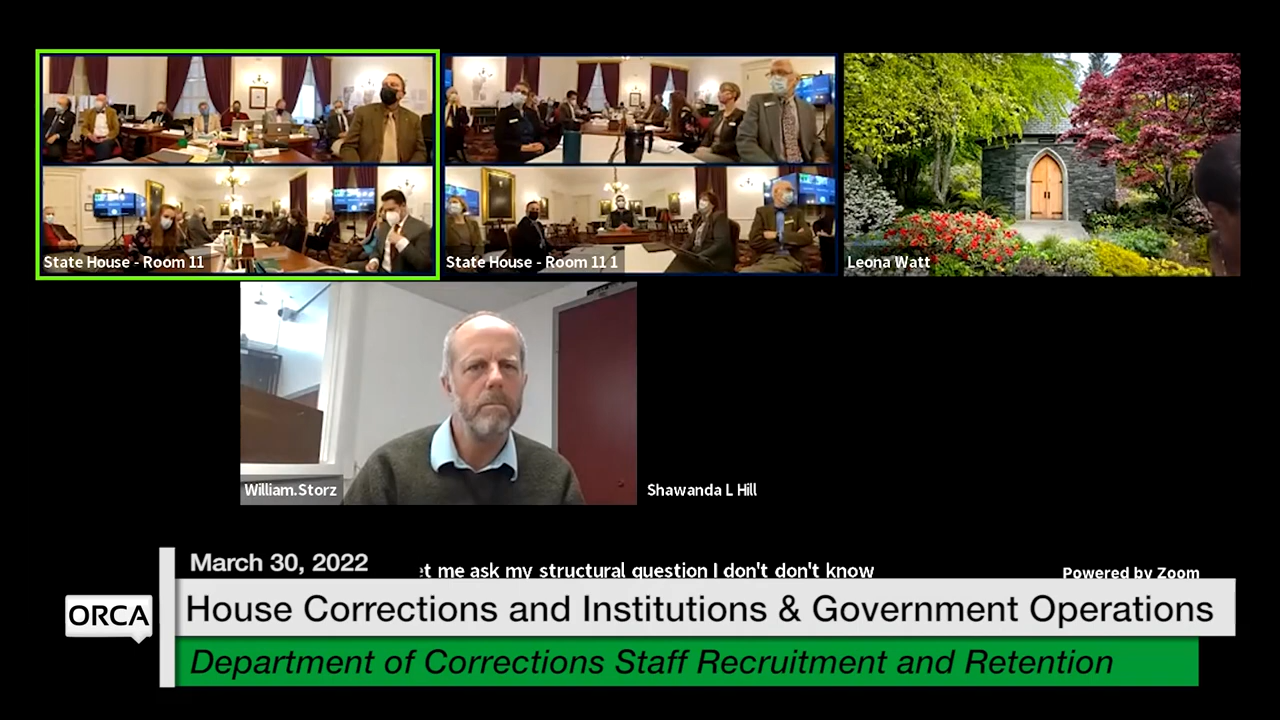 State House - Room 11
State House - Room 11 1
Leona Watt
William.Storz
Shawanda L Hill
March 30, 2022
et me ask my structural question I don't don't know
Powered by Zoom
ORCA
House Corrections and Institutions & Government Operations
Department of Corrections Staff Recruitment and Retention